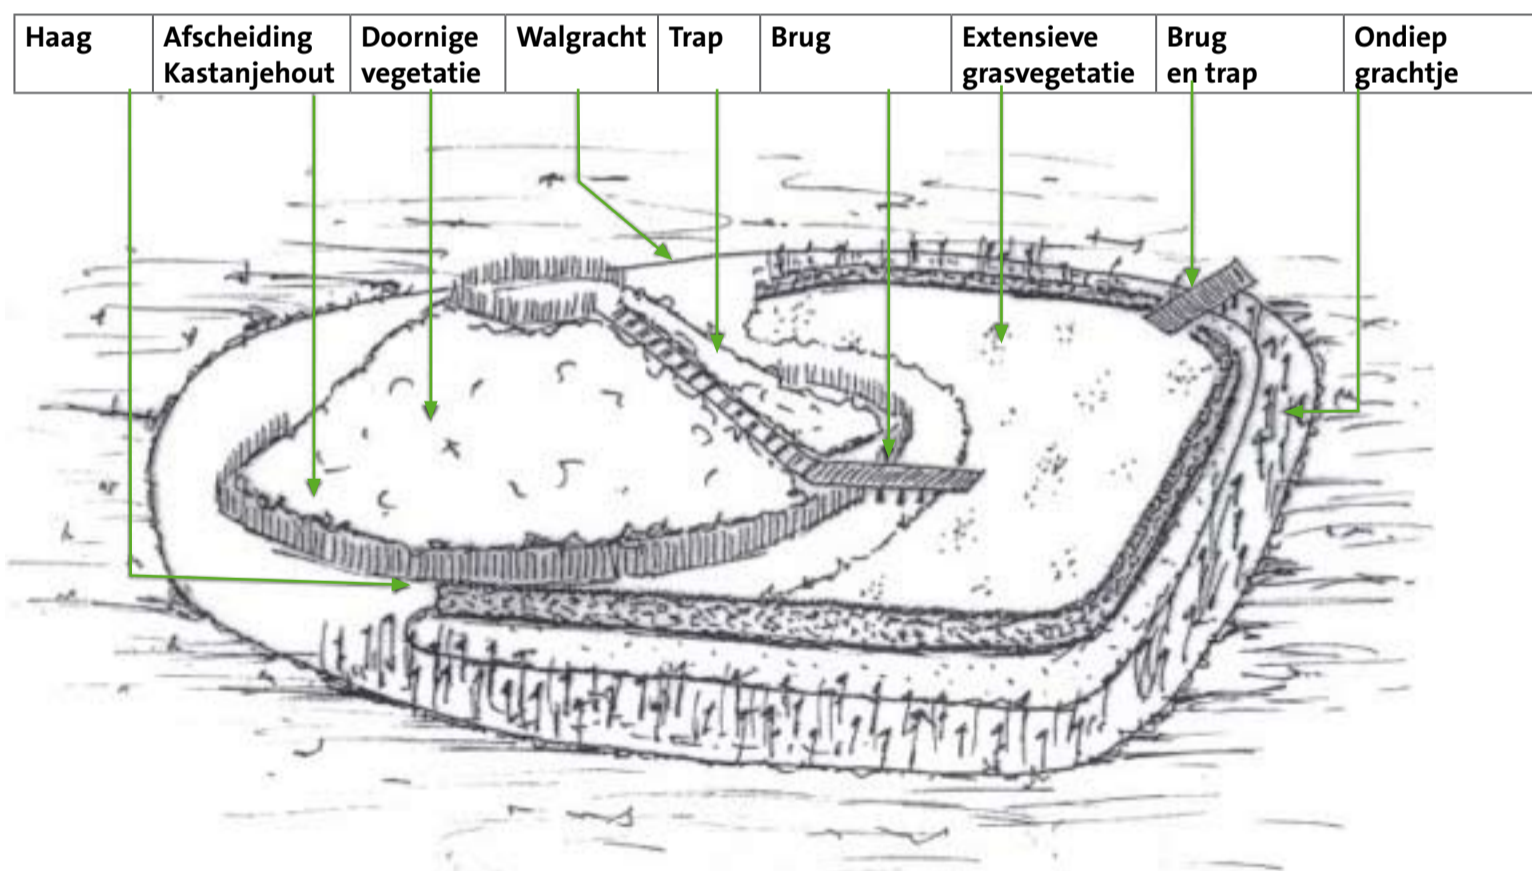 Haag
Afscheiding
Kastanjehout
Doornige
vegetatie
Walgracht
Trap
Brug
Extensieve
grasvegetatie
Brug
en trap
Ondiep
grachtje